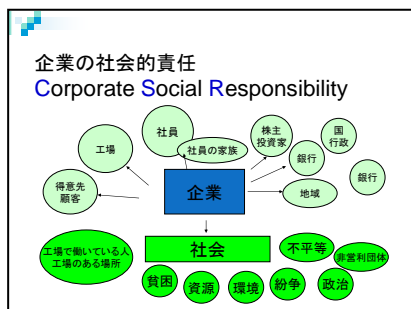 企業の社会的責任
Corporate Social Responsibility
社員
社員の家族
株主
投資家
国
行政
工場
銀行
銀行
得意先
顧客
企業
地域
社会
不平等
非営利団体
工場で働いている人
工場のある場所
貧困
資源
環境
紛争
政治